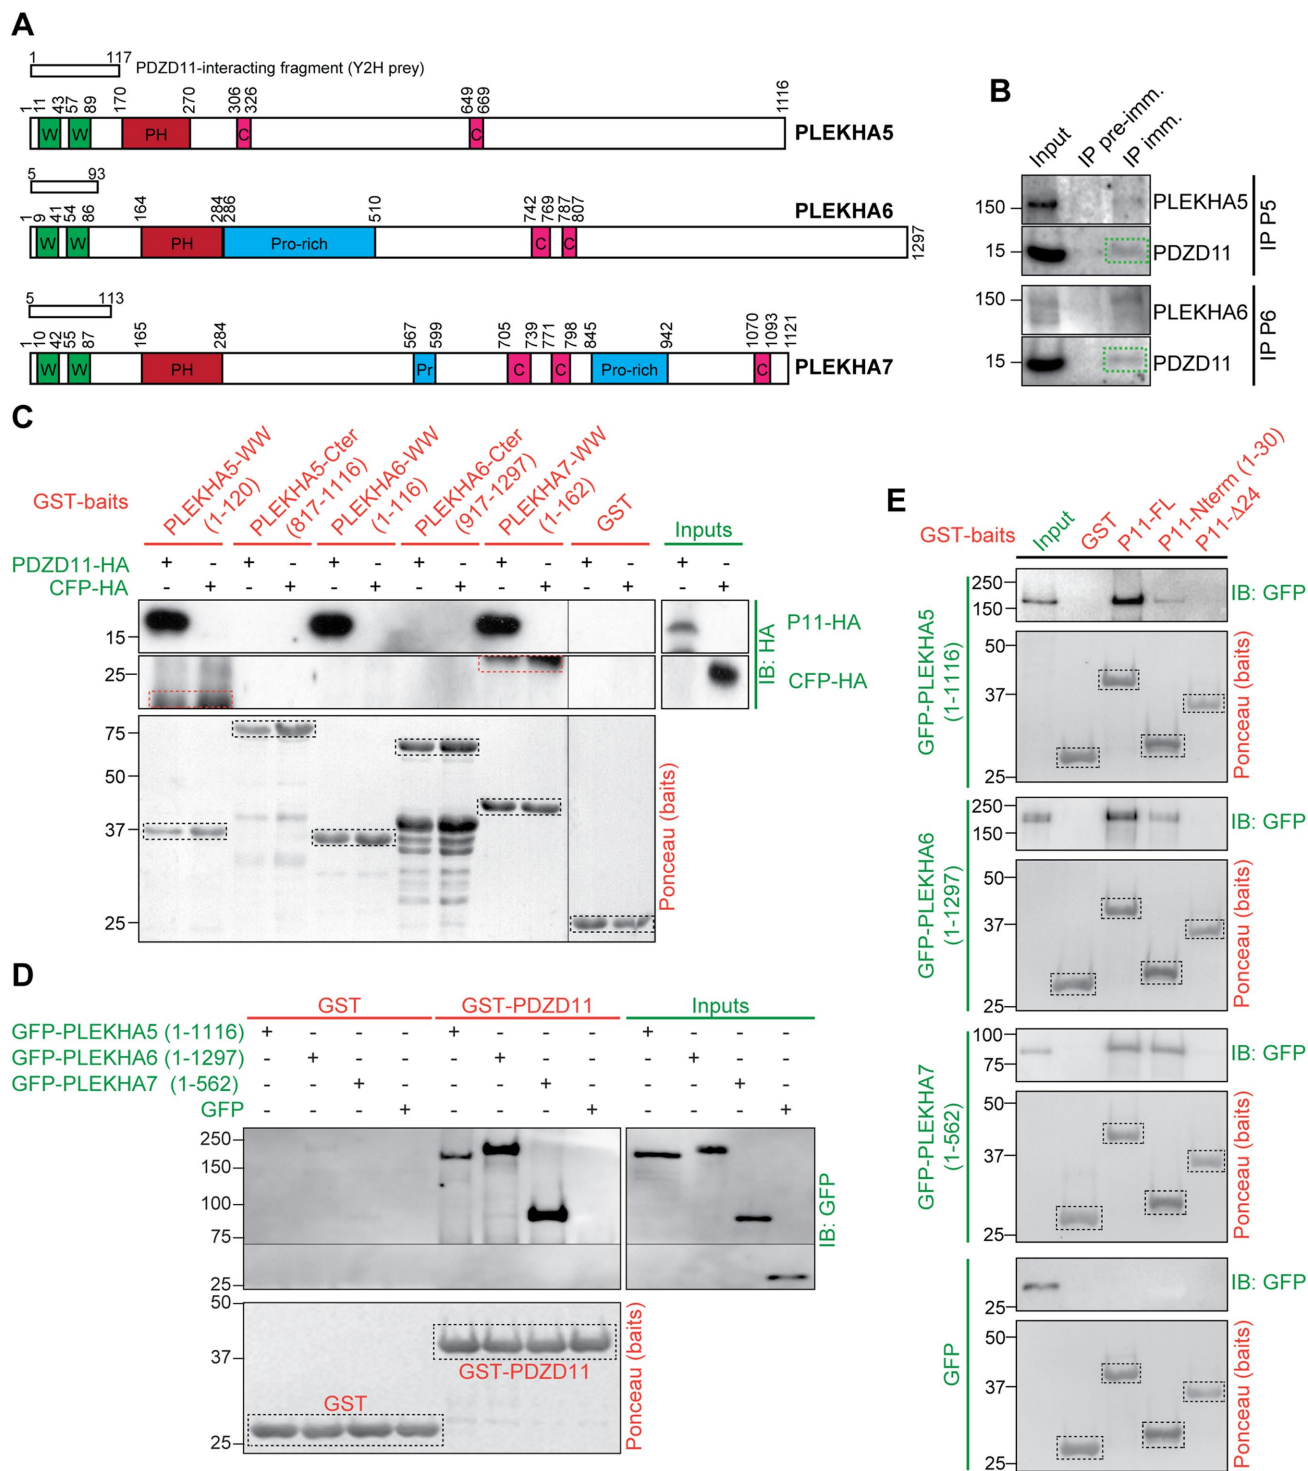 A
1 117
PDZD11-interacting fragment (Y2H prey)
1 11 43 57 89 170 270 306 326 649 669 1116
W W PH C C
PLEKHA5
5 93
1 9 41 54 86 164 284 286 510 742 769 787 807 1297
PLEKHA6
W W PH Pro-rich C C
5 113
1 10 42 55 87 165 284 567 599 705 739 771 798 845 942 1070 1093 1121
W W PH Pr C C Pro-rich C
PLEKHA7
B
Input IP pre-imm. IP imm.
150 PLEKHA5
15 PDZD11
IP P5
150 PLEKHA6
15 PDZD11
IP P6
C
GST-baits
PLEKHA5-WW (1-120)
PLEKHA5-Cter (817-1116)
PLEKHA6-WW (1-116)
PLEKHA6-Cter (917-1297)
PLEKHA7-WW (1-162)
GST
Inputs
PDZD11-HA + - + - + - + - + - + - + -
CFP-HA - + - + - + - + - + - + - +
15 P11-HA
25 CFP-HA
IB: HA
75
50
37
25
Ponceau (baits)
D
GST GST-PDZD11 Inputs
GFP-PLEKHA5 (1-1116) + - - - + - - - + - - -
GFP-PLEKHA6 (1-1297) - + - - - + - - - + - -
GFP-PLEKHA7 (1-562) - - + - - - + - - - + -
GFP - - - + - - - + - - - +
250
150
100
75
25
IB: GFP
50
37
25
GST-PDZD11
GST
Ponceau (baits)
E
GST-baits
Input GST P11-FL P11-Nterm (1-30) P11-Δ24
GFP-PLEKHA5 (1-1116)
250
150
IB: GFP
50
37
25
Ponceau (baits)
GFP-PLEKHA6 (1-1297)
250
150
IB: GFP
50
37
25
Ponceau (baits)
GFP-PLEKHA7 (1-562)
100
75
IB: GFP
50
37
25
Ponceau (baits)
GFP
25
IB: GFP
50
37
25
Ponceau (baits)